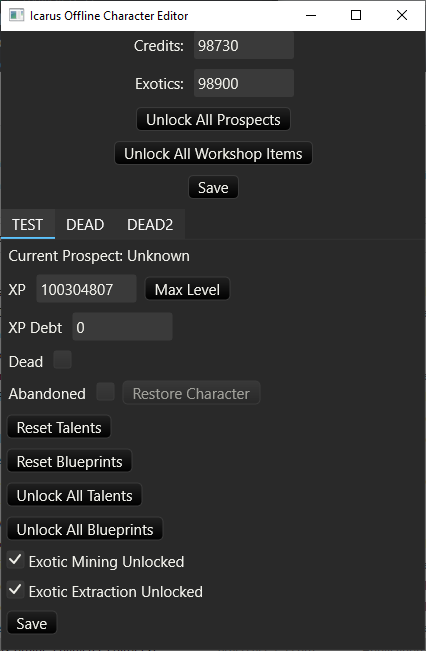 Icarus Offline Character Editor
Credits: 98730
Exotics: 98900
Unlock All Prospects
Unlock All Workshop Items
Save
TEST DEAD DEAD2
Current Prospect: Unknown
XP 100304807 Max Level
XP Debt 0
Dead
Abandoned Restore Character
Reset Talents
Reset Blueprints
Unlock All Talents
Unlock All Blueprints
Exotic Mining Unlocked
Exotic Extraction Unlocked
Save